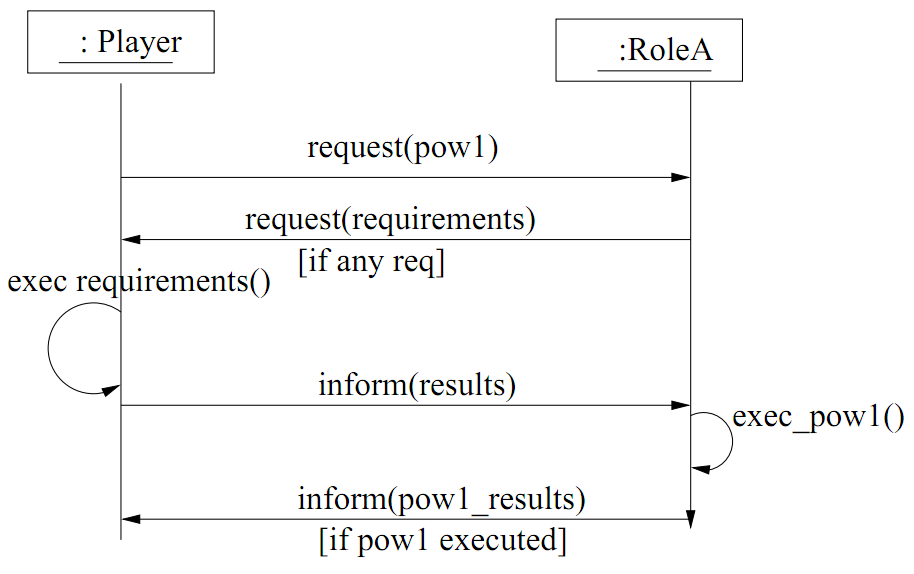 : Player
:RoleA
request(pow1)
request(requirements)
[if any req]
exec requirements()
inform(results)
exec_pow1()
inform(pow1_results)
[if pow1 executed]